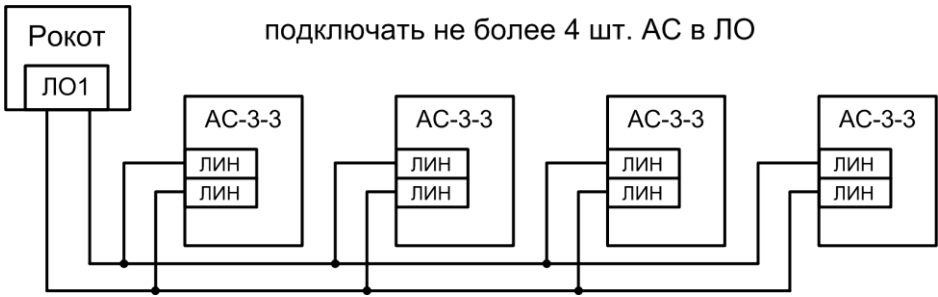 Рокот
ЛО1
подключать не более 4 шт. АС в ЛО
АС-3-3
ЛИН
ЛИН
АС-3-3
ЛИН
ЛИН
АС-3-3
ЛИН
ЛИН
АС-3-3
ЛИН
ЛИН